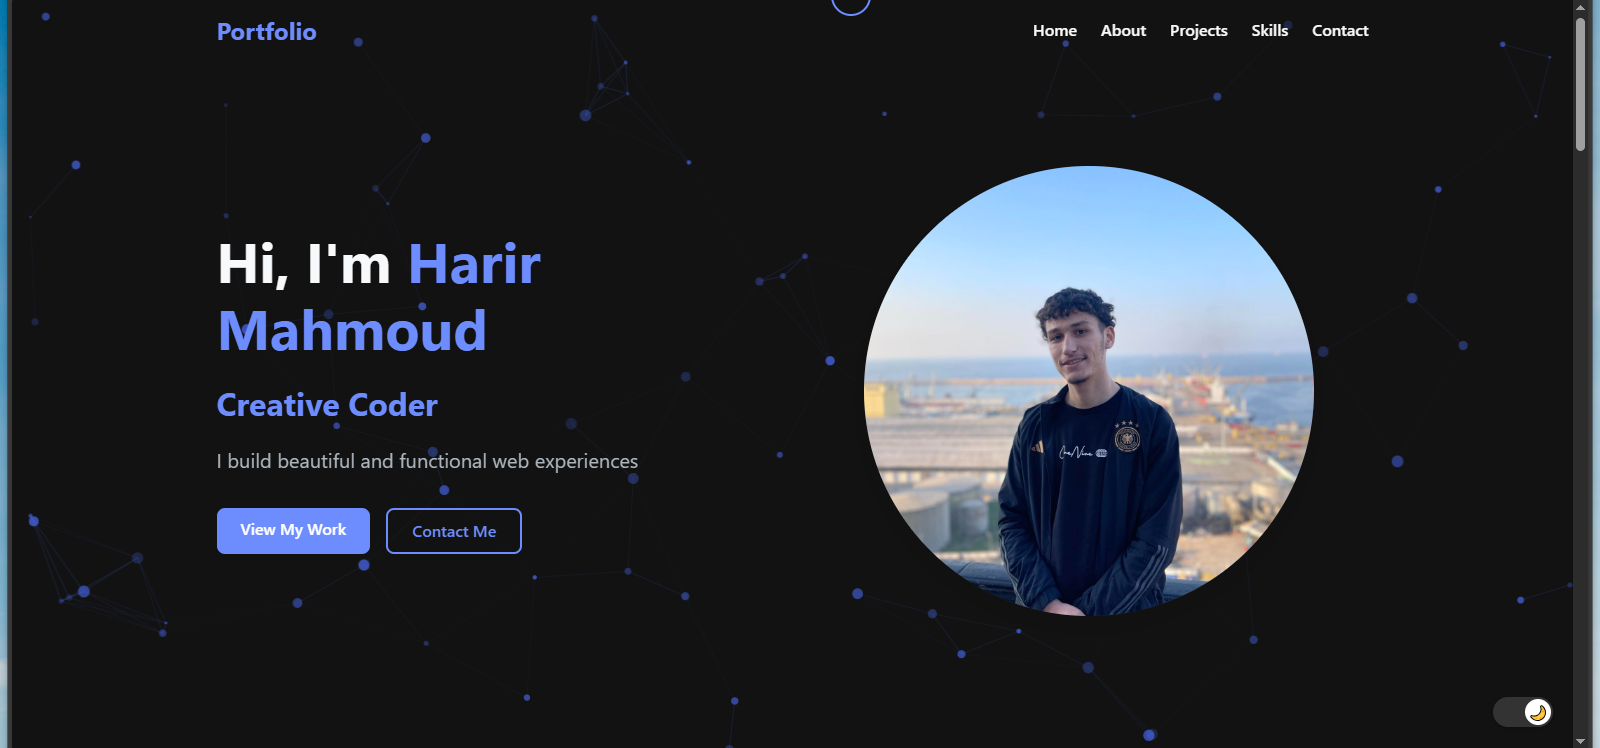 Portfolio
Home About Projects Skills Contact
Hi, I'm Harir
Mahmoud
Creative Coder
I build beautiful and functional web experiences
View My Work Contact Me